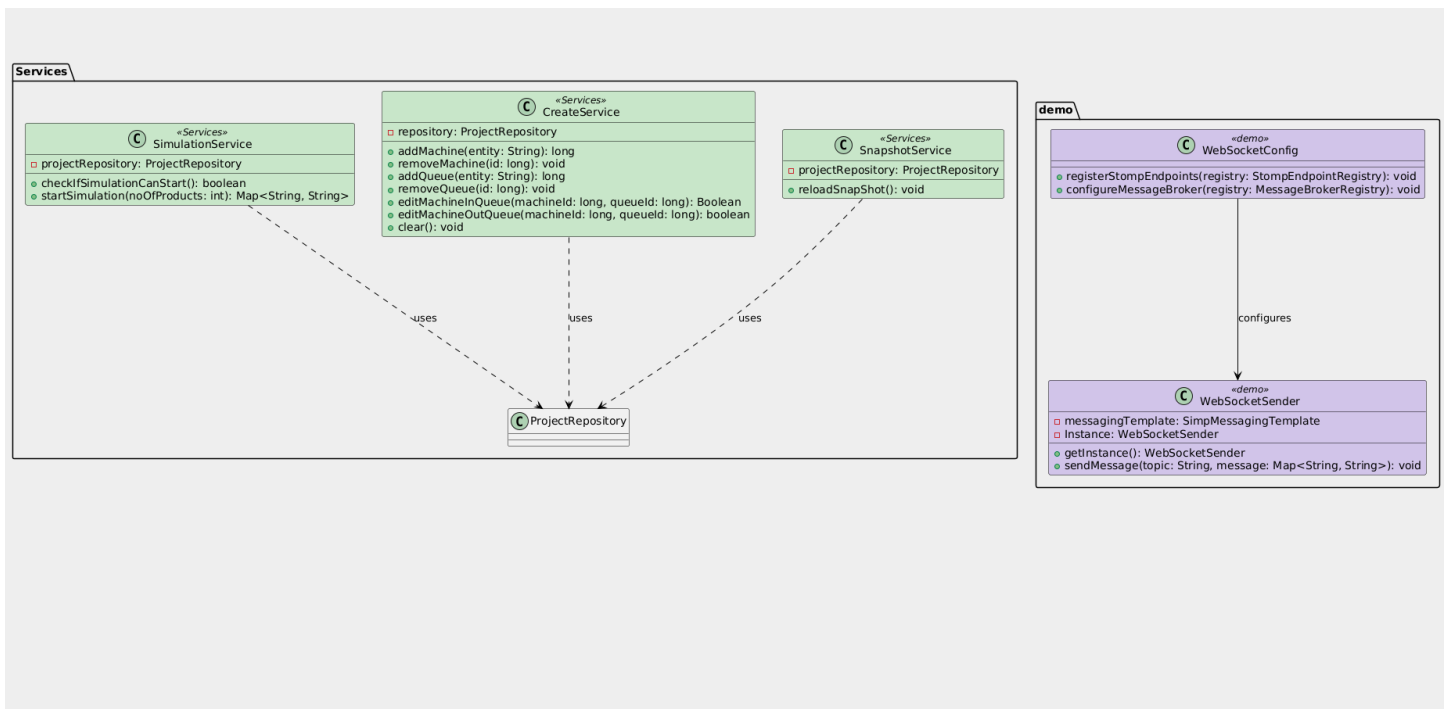 Services
C
«Services»
SimulationService
projectRepository: ProjectRepository
checkIfSimulationCanStart(): boolean
startSimulation(noOfProducts: int): Map<String, String>
C
«Services»
CreateService
repository: ProjectRepository
addMachine(entity: String): long
removeMachine(id: long): void
addQueue(entity: String): long
removeQueue(id: long): void
editMachineInQueue(machineId: long, queueId: long): Boolean
editMachineOutQueue(machineId: long, queueId: long): boolean
clear(): void
C
«Services»
SnapshotService
projectRepository: ProjectRepository
reloadSnapShot(): void
uses
uses
uses
C ProjectRepository
demo
C
«demo»
WebSocketConfig
registerStompEndpoints(registry: StompEndpointRegistry): void
configureMessageBroker(registry: MessageBrokerRegistry): void
configures
C
«demo»
WebSocketSender
messagingTemplate: SimpMessagingTemplate
Instance: WebSocketSender
getInstance(): WebSocketSender
sendMessage(topic: String, message: Map<String, String>): void